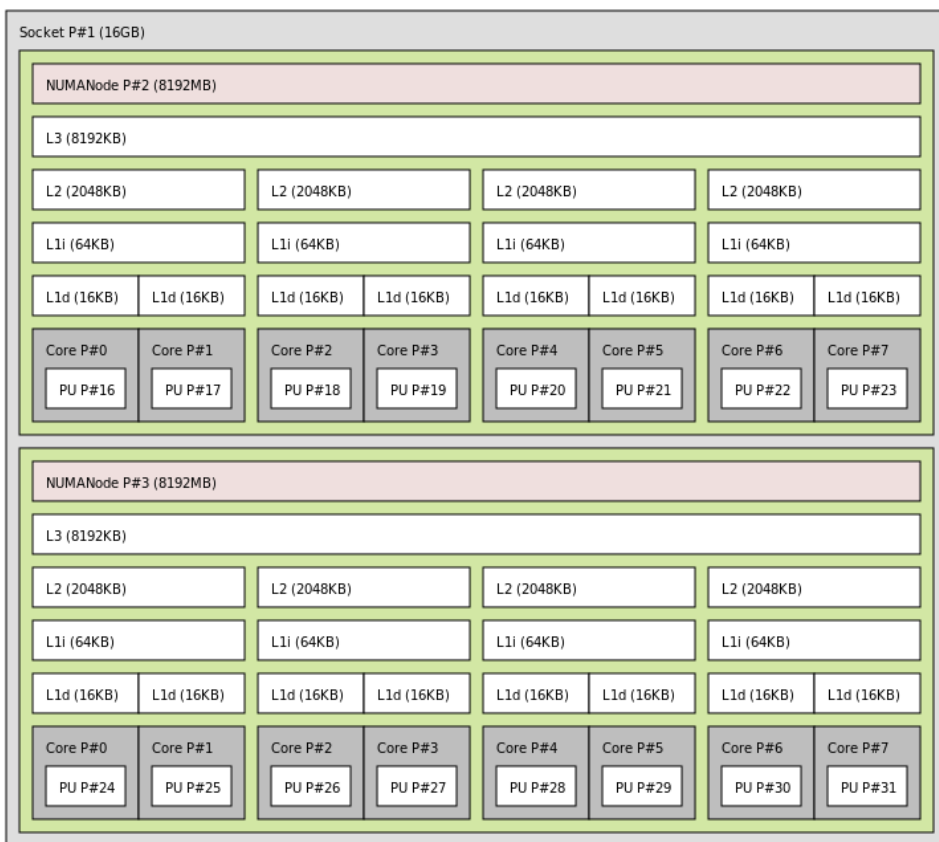 Socket P#1 (16GB)
NUMANode P#2 (8192MB)
L3 (8192KB)
L2 (2048KB) L2 (2048KB) L2 (2048KB) L2 (2048KB)
L1i (64KB) L1i (64KB) L1i (64KB) L1i (64KB)
L1d (16KB) L1d (16KB) L1d (16KB) L1d (16KB) L1d (16KB) L1d (16KB) L1d (16KB) L1d (16KB)
Core P#0 Core P#1 Core P#2 Core P#3 Core P#4 Core P#5 Core P#6 Core P#7
PU P#16 PU P#17 PU P#18 PU P#19 PU P#20 PU P#21 PU P#22 PU P#23
NUMANode P#3 (8192MB)
L3 (8192KB)
L2 (2048KB) L2 (2048KB) L2 (2048KB) L2 (2048KB)
L1i (64KB) L1i (64KB) L1i (64KB) L1i (64KB)
L1d (16KB) L1d (16KB) L1d (16KB) L1d (16KB) L1d (16KB) L1d (16KB) L1d (16KB) L1d (16KB)
Core P#0 Core P#1 Core P#2 Core P#3 Core P#4 Core P#5 Core P#6 Core P#7
PU P#24 PU P#25 PU P#26 PU P#27 PU P#28 PU P#29 PU P#30 PU P#31